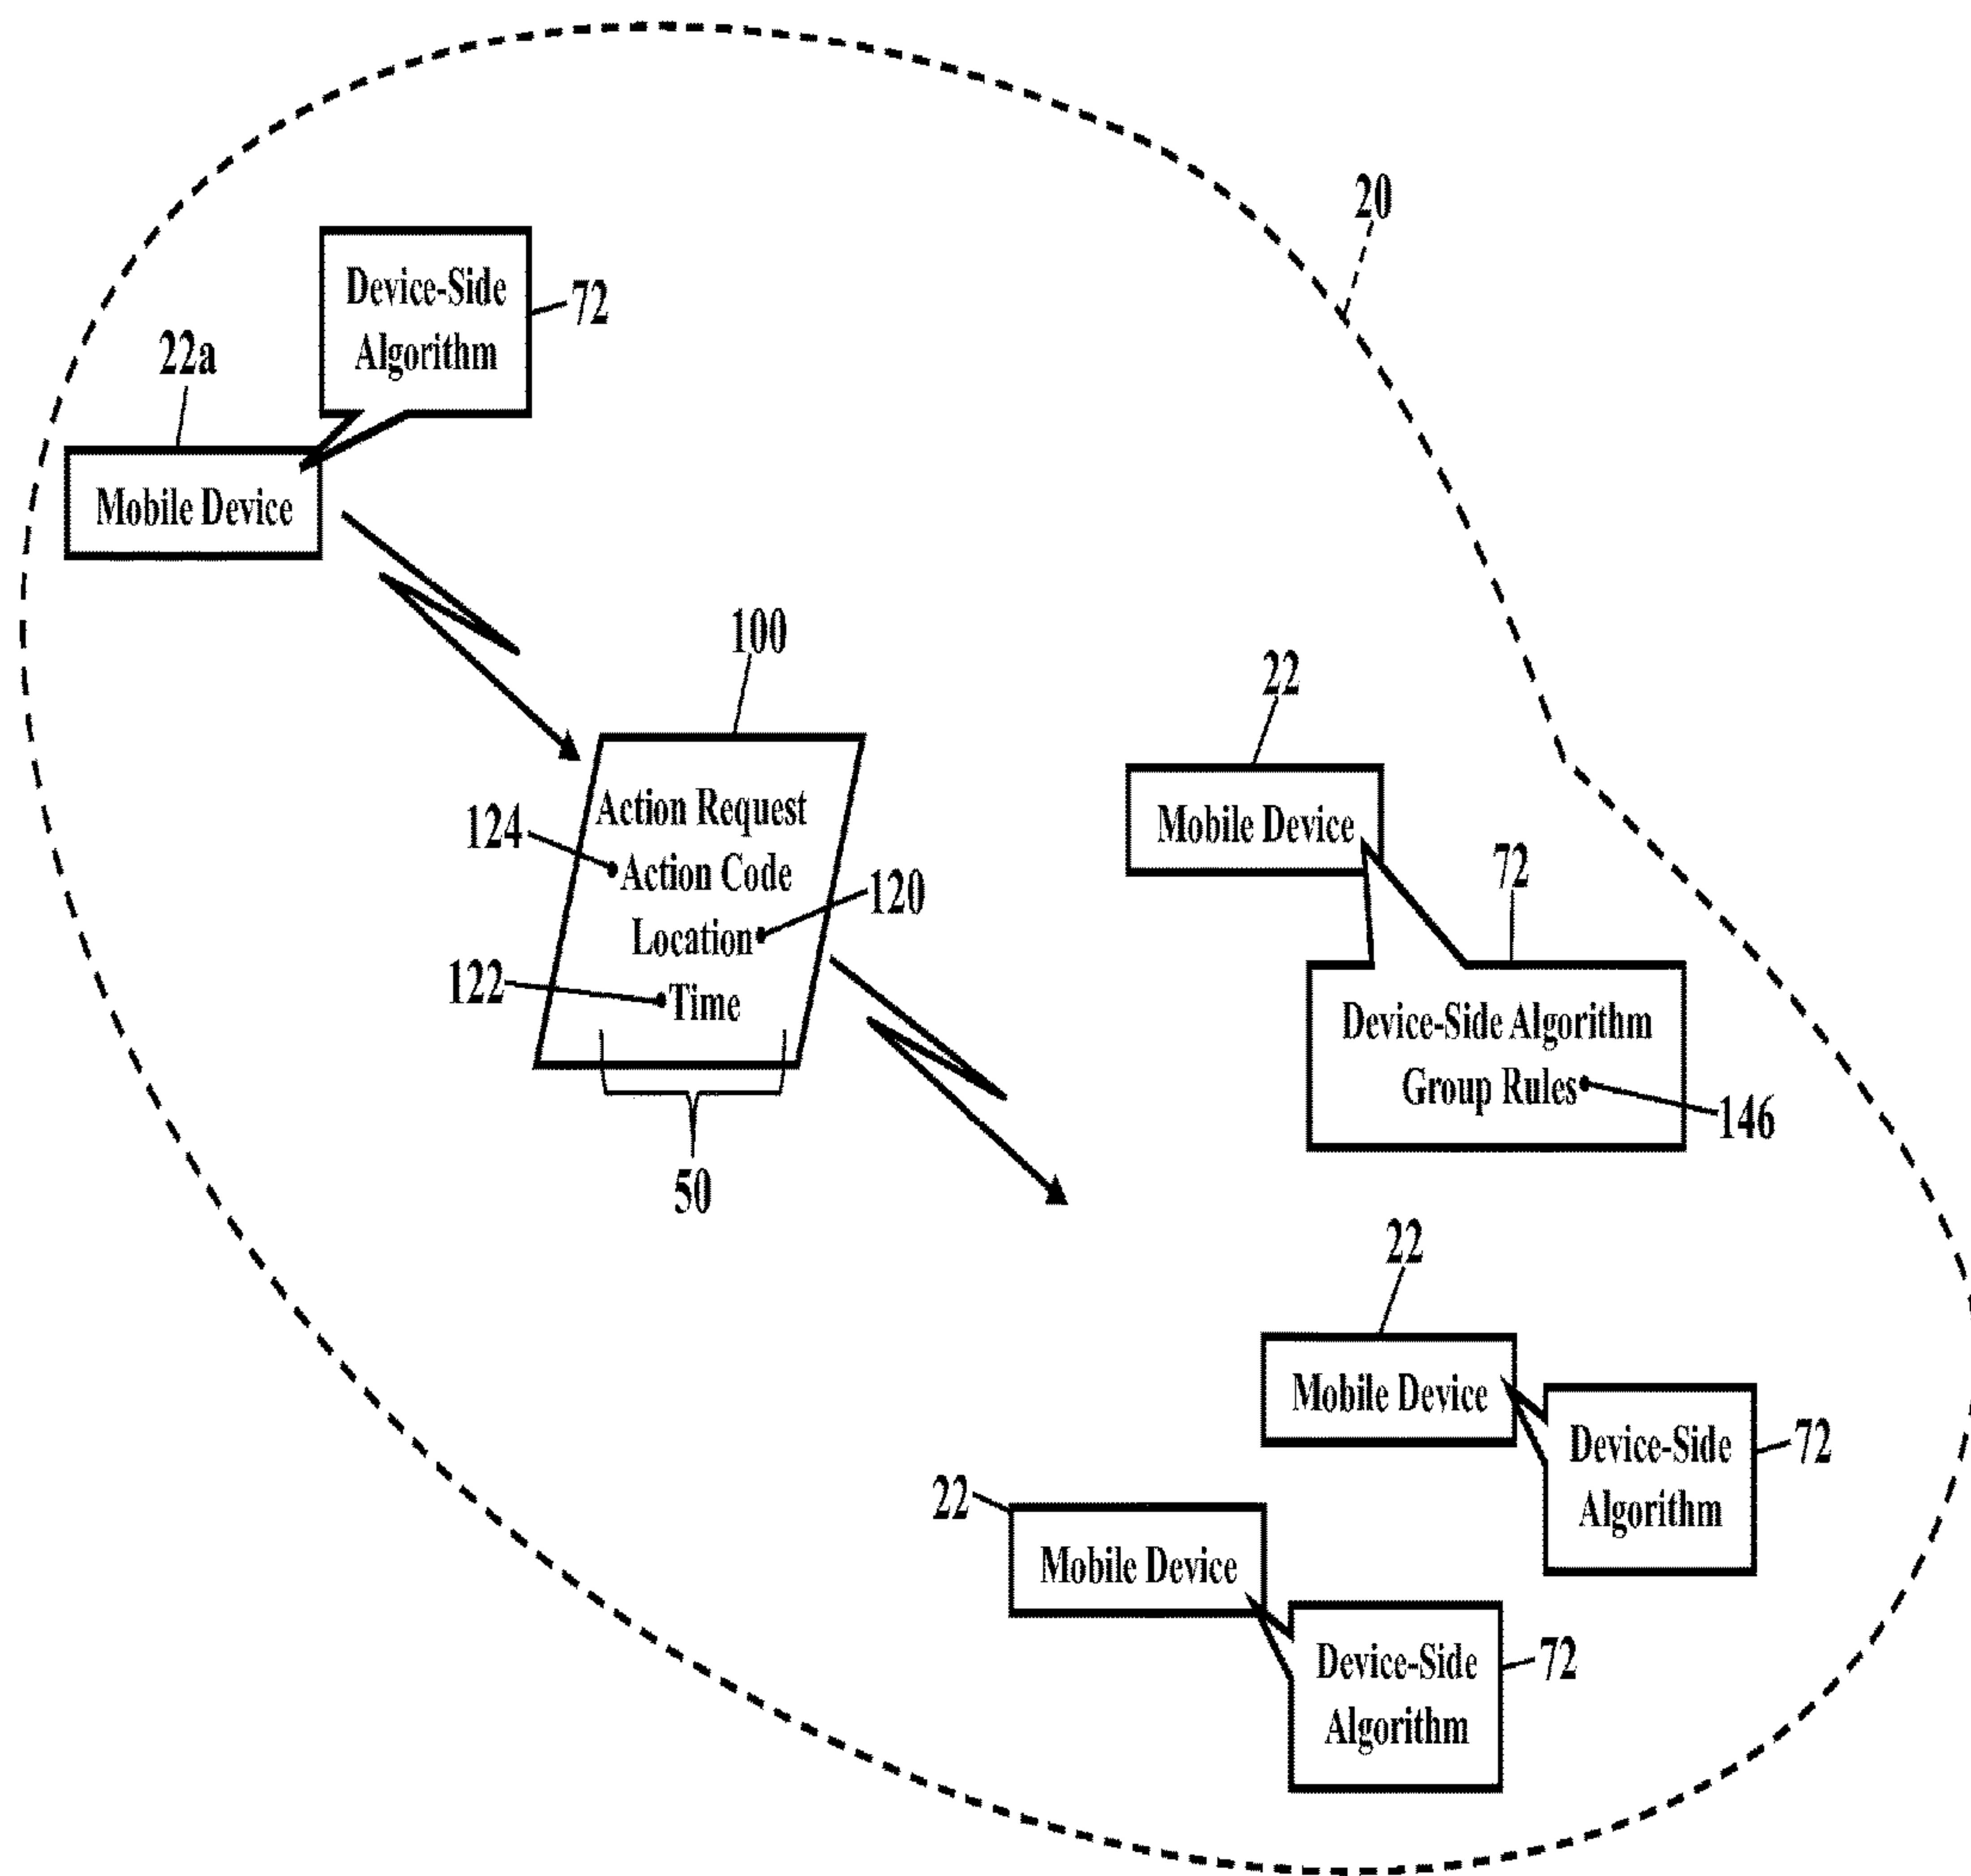 20
Device-Side
Algorithm
72
22a
Mobile Device
100
Action Request
124
Action Code
120
Location
122
Time
50
22
Mobile Device
72
Device-Side Algorithm
Group Rules
146
22
Mobile Device
Device-Side
Algorithm
72
22
Mobile Device
Device-Side
Algorithm
72